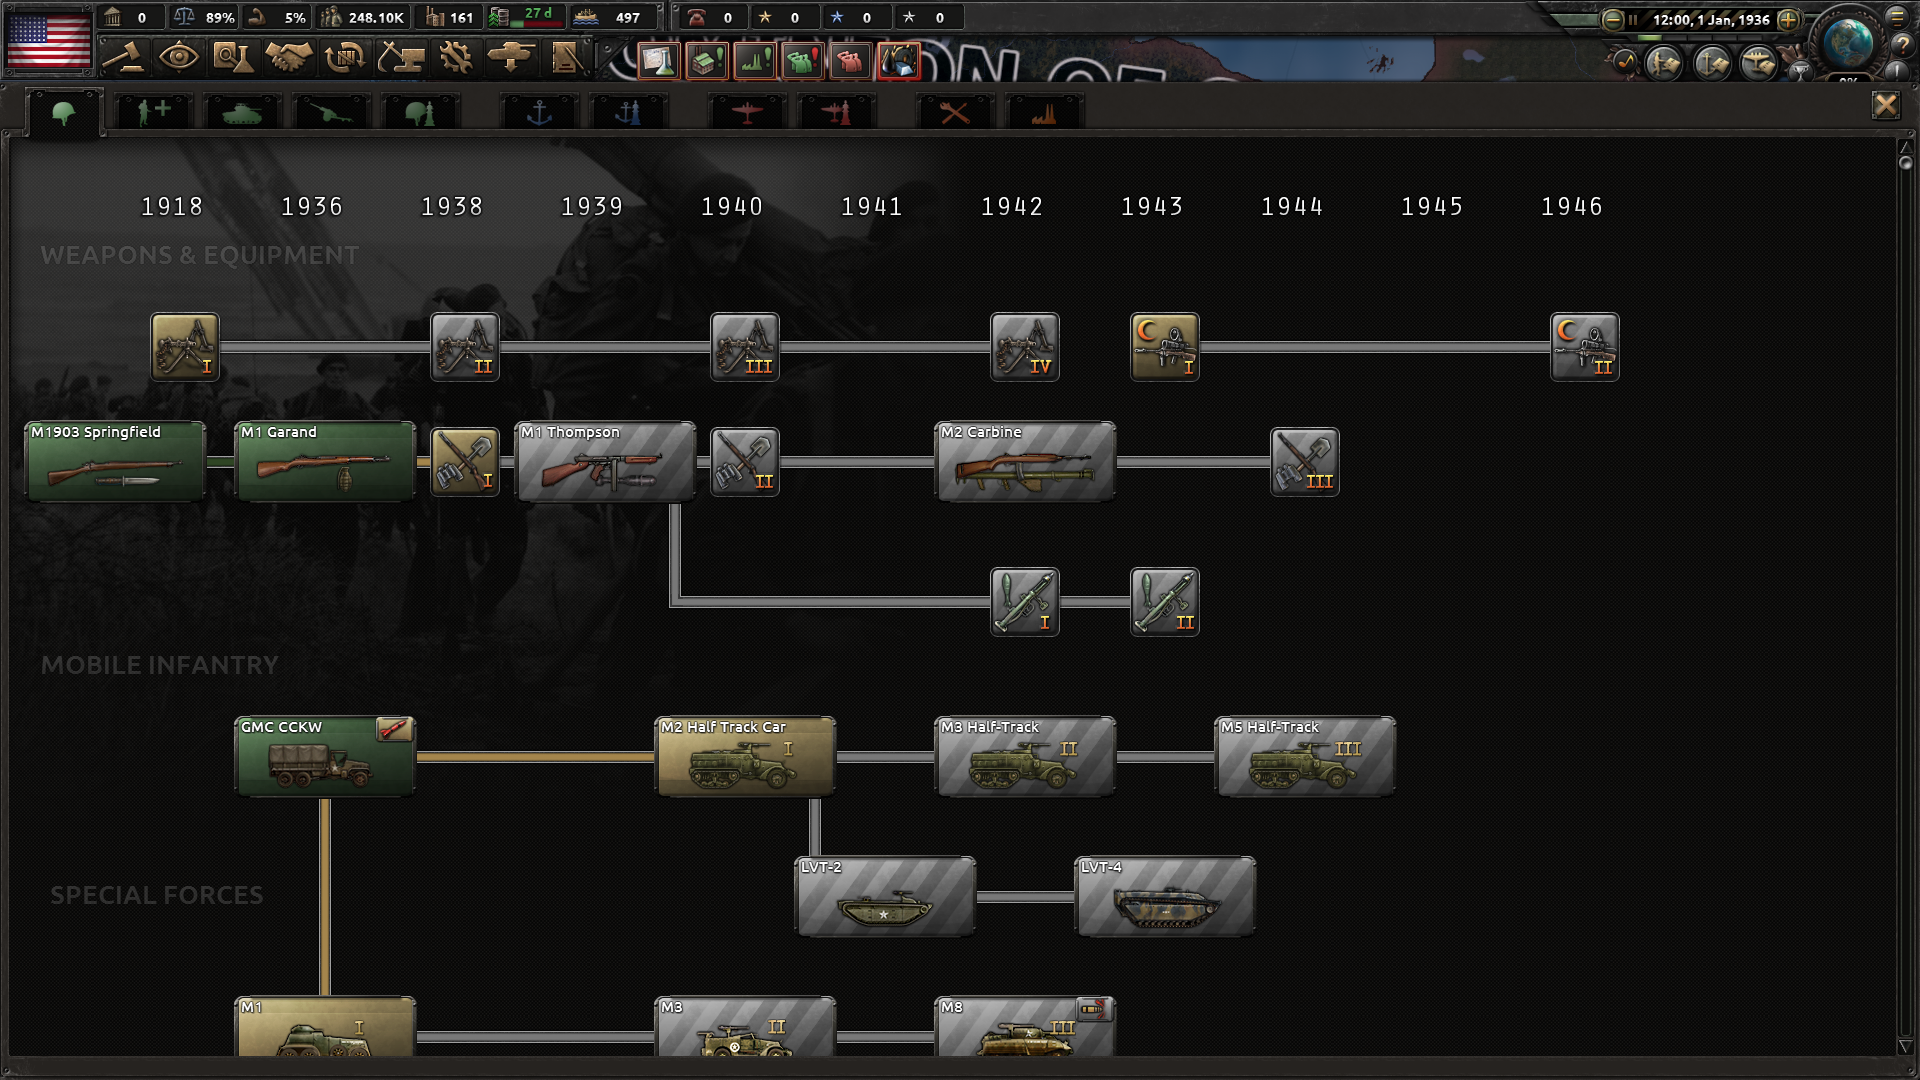 0 89% 5% 248.10K 161 27 d 497 0 0 0 0 12:00, 1 Jan, 1936
0%
1918 1936 1938 1939 1940 1941 1942 1943 1944 1945 1946
WEAPONS & EQUIPMENT
I II III IV I II
M1903 Springfield M1 Garand I M1 Thompson II M2 Carbine III
I II
MOBILE INFANTRY
GMC CCKW M2 Half Track Car I M3 Half-Track II M5 Half-Track III
LVT-2 LVT-4
SPECIAL FORCES
M1 I M3 II M8 III